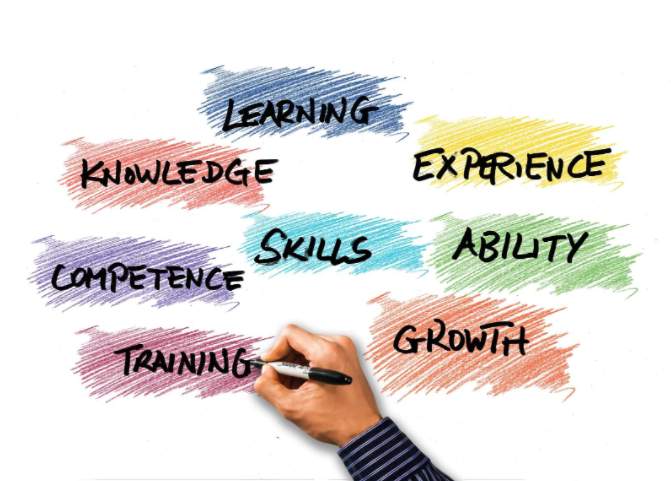 LEARNING
KNOWLEDGE
EXPERIENCE
SKILLS
ABILITY
COMPETENCE
GROWTH
TRAINING